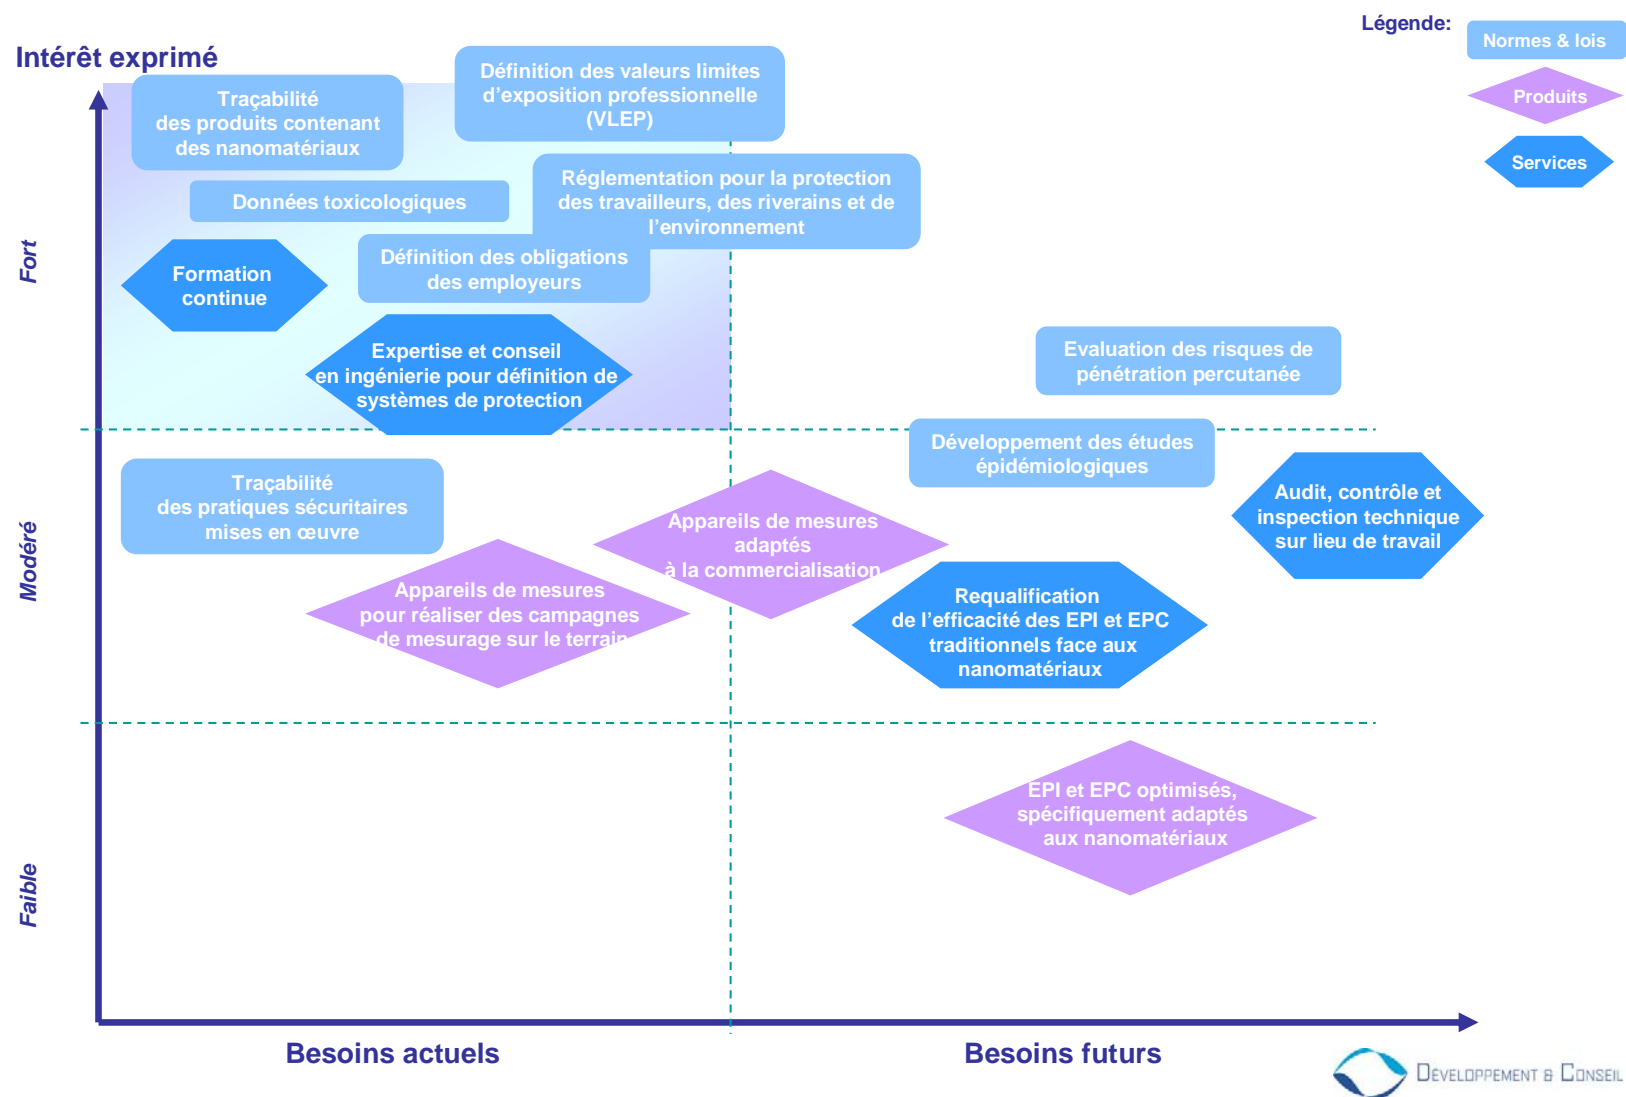 Légende:
Normes & lois
Produits
Services
Intérêt exprimé
Traçabilité
des produits contenant
des nanomatériaux
Définition des valeurs limites
d’exposition professionnelle
(VLEP)
Données toxicologiques
Réglementation pour la protection
des travailleurs, des riverains et de
l’environnement
Fort
Formation
continue
Définition des obligations
des employeurs
Expertise et conseil
en ingénierie pour définition de
systèmes de protection
Evaluation des risques de
pénétration percutanée
Développement des études
épidémiologiques
Modéré
Traçabilité
des pratiques sécuritaires
mises en œuvre
Appareils de mesures
adaptés
à la commercialisation
Audit, contrôle et
inspection technique
sur lieu de travail
Appareils de mesures
pour réaliser des campagnes
de mesurage sur le terrain
Requalification
de l’efficacité des EPI et EPC
traditionnels face aux
nanomatériaux
Faible
EPI et EPC optimisés,
spécifiquement adaptés
aux nanomatériaux
Besoins actuels
Besoins futurs
DÉVELOPPEMENT & CONSEIL